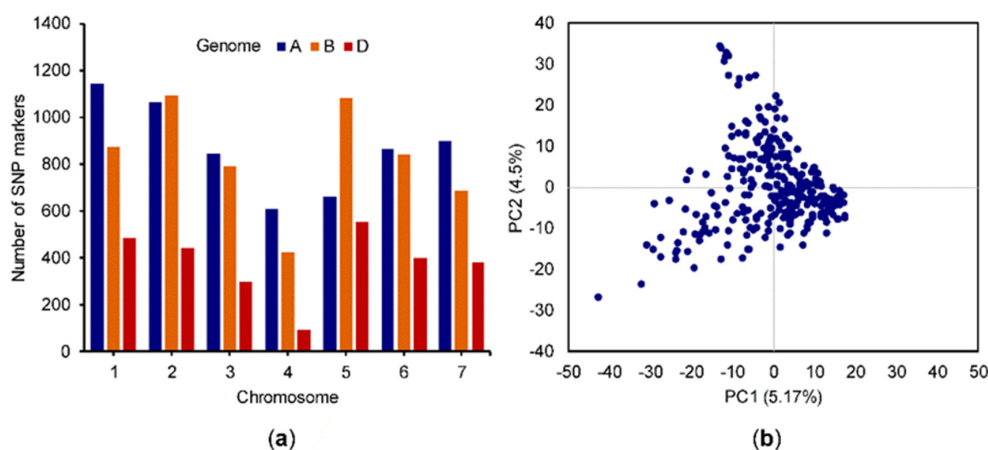 1400
1200
1000
800
600
400
200
0
Number of SNP markers
Genome A B D
1 2 3 4 5 6 7
Chromosome
(a)
40
30
20
10
0
-10
-20
-30
-40
PC2 (4.5%)
-50 -40 -30 -20 -10 0 10 20 30 40 50
PC1 (5.17%)
(b)